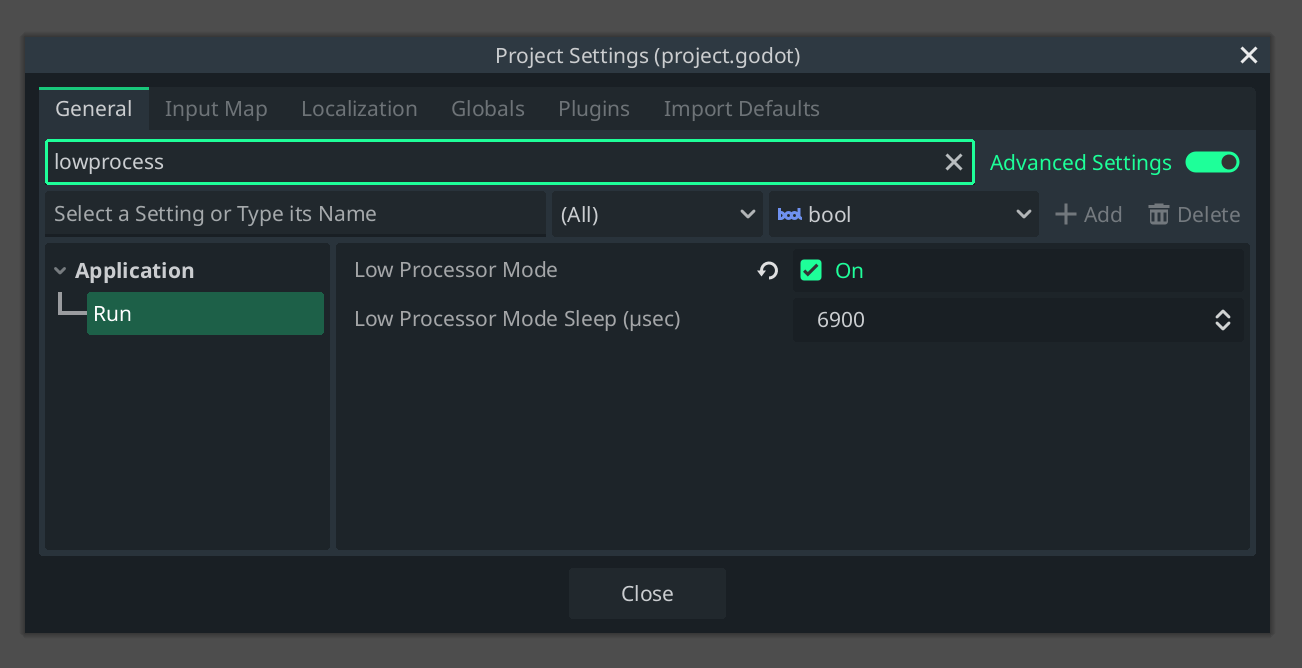 Project Settings (project.godot)
General Input Map Localization Globals Plugins Import Defaults
lowprocess Advanced Settings
Select a Setting or Type its Name (All) bool bool Add Delete
Application Low Processor Mode On
Run Low Processor Mode Sleep (µsec) 6900
Close